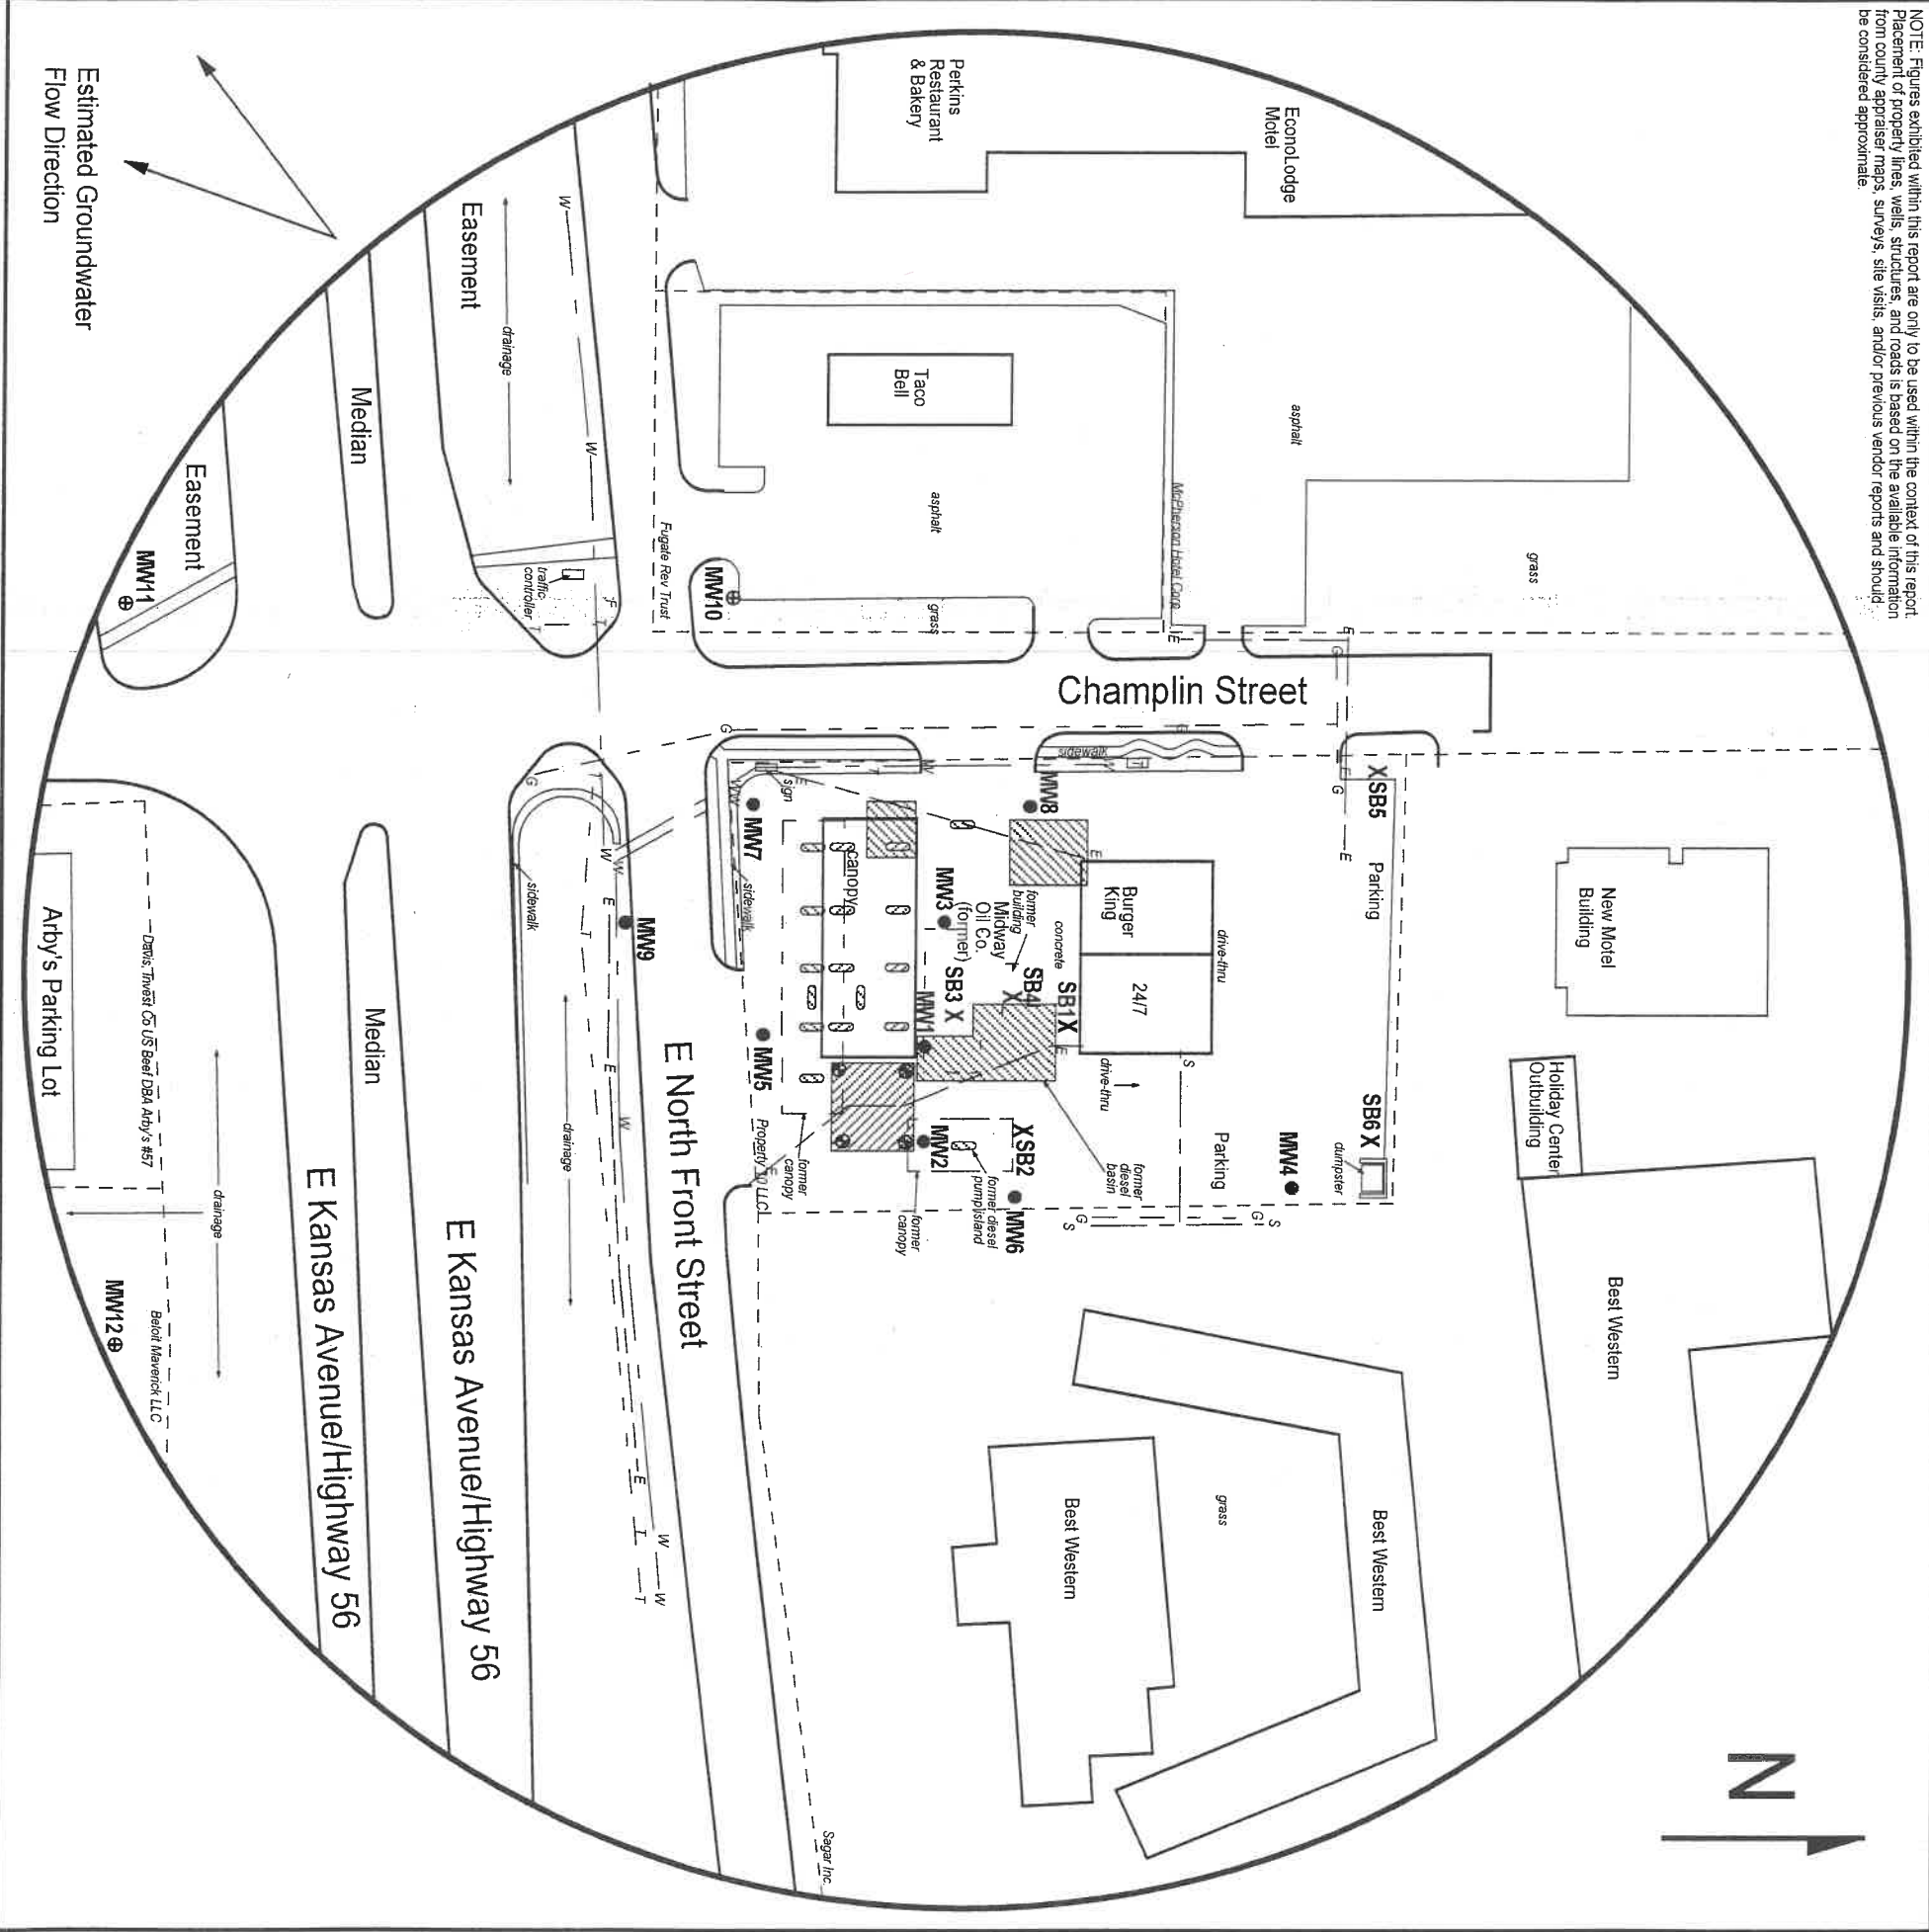 NOTE: Figures exhibited within this report are only to be used within the context of this report.
Placement of property lines, wells, structures, and roads is based on the available information
from county appraiser maps, surveys, site visits, and/or previous vendor reports and should
be considered approximate.
N
New Motel
Building
Holiday Center
Outbuilding
Best Western
Best Western
grass
Best Western
grass
EconoLodge
Motel
asphalt
Perkins
Restaurant
& Bakery
McPherson Hotel Corp
Taco
Bell
asphalt
grass
MW10
Fugate Rev Trust
Champlin Street
XSB5
Parking
SB6X
dumpster
MW4
Parking
drive-thru
Burger
King
24/7
drive-thru
S
sidewalk
T
MW8
concrete
SB1X
former
building
Midway
Oil Co.
(former)
SB4
X
SB3 X
MW3
MW1
former
diesel
basin
XSB2
MW6
former diesel
pump island
MW2
former
canopy
canopy
former
canopy
sign
MW7
sidewalk
MW5
Property 10 LLC
G
S
G
S
Sagar Inc.
E North Front Street
MW9
sidewalk
drainage
W
W
T
E
E Kansas Avenue/Highway 56
Median
E Kansas Avenue/Highway 56
drainage
traffic
controller
Easement
drainage
Median
Easement
MW11
Davis, Tnvest Co US Beef DBA Arby's #57
Beloit Maverick LLC
Arby's Parking Lot
MW12
Estimated Groundwater
Flow Direction